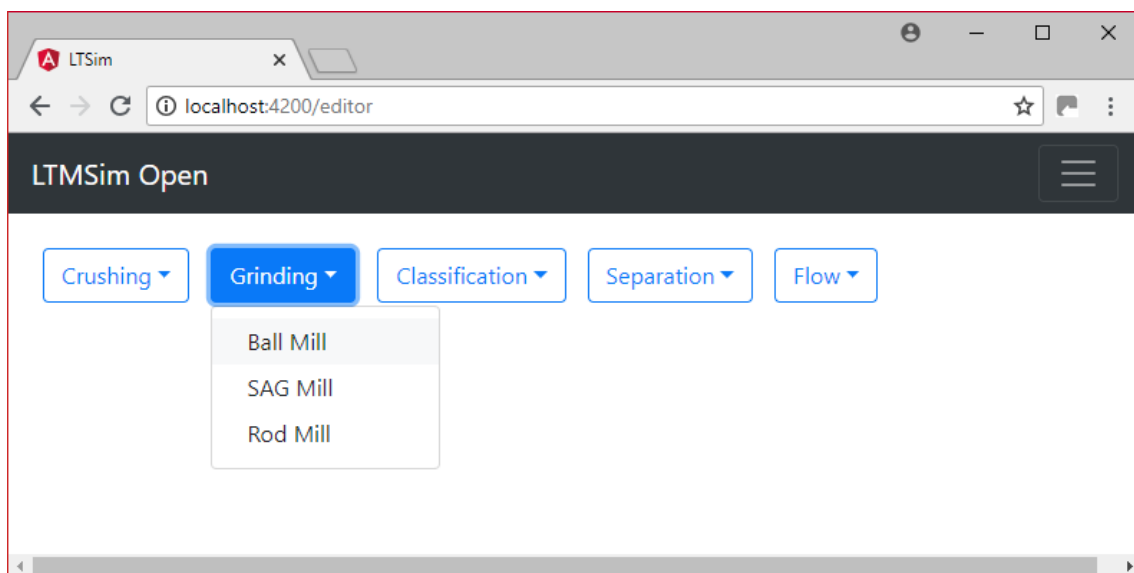 LTSim
localhost:4200/editor
LTMSim Open
Crushing Grinding Classification Separation Flow
Ball Mill
SAG Mill
Rod Mill